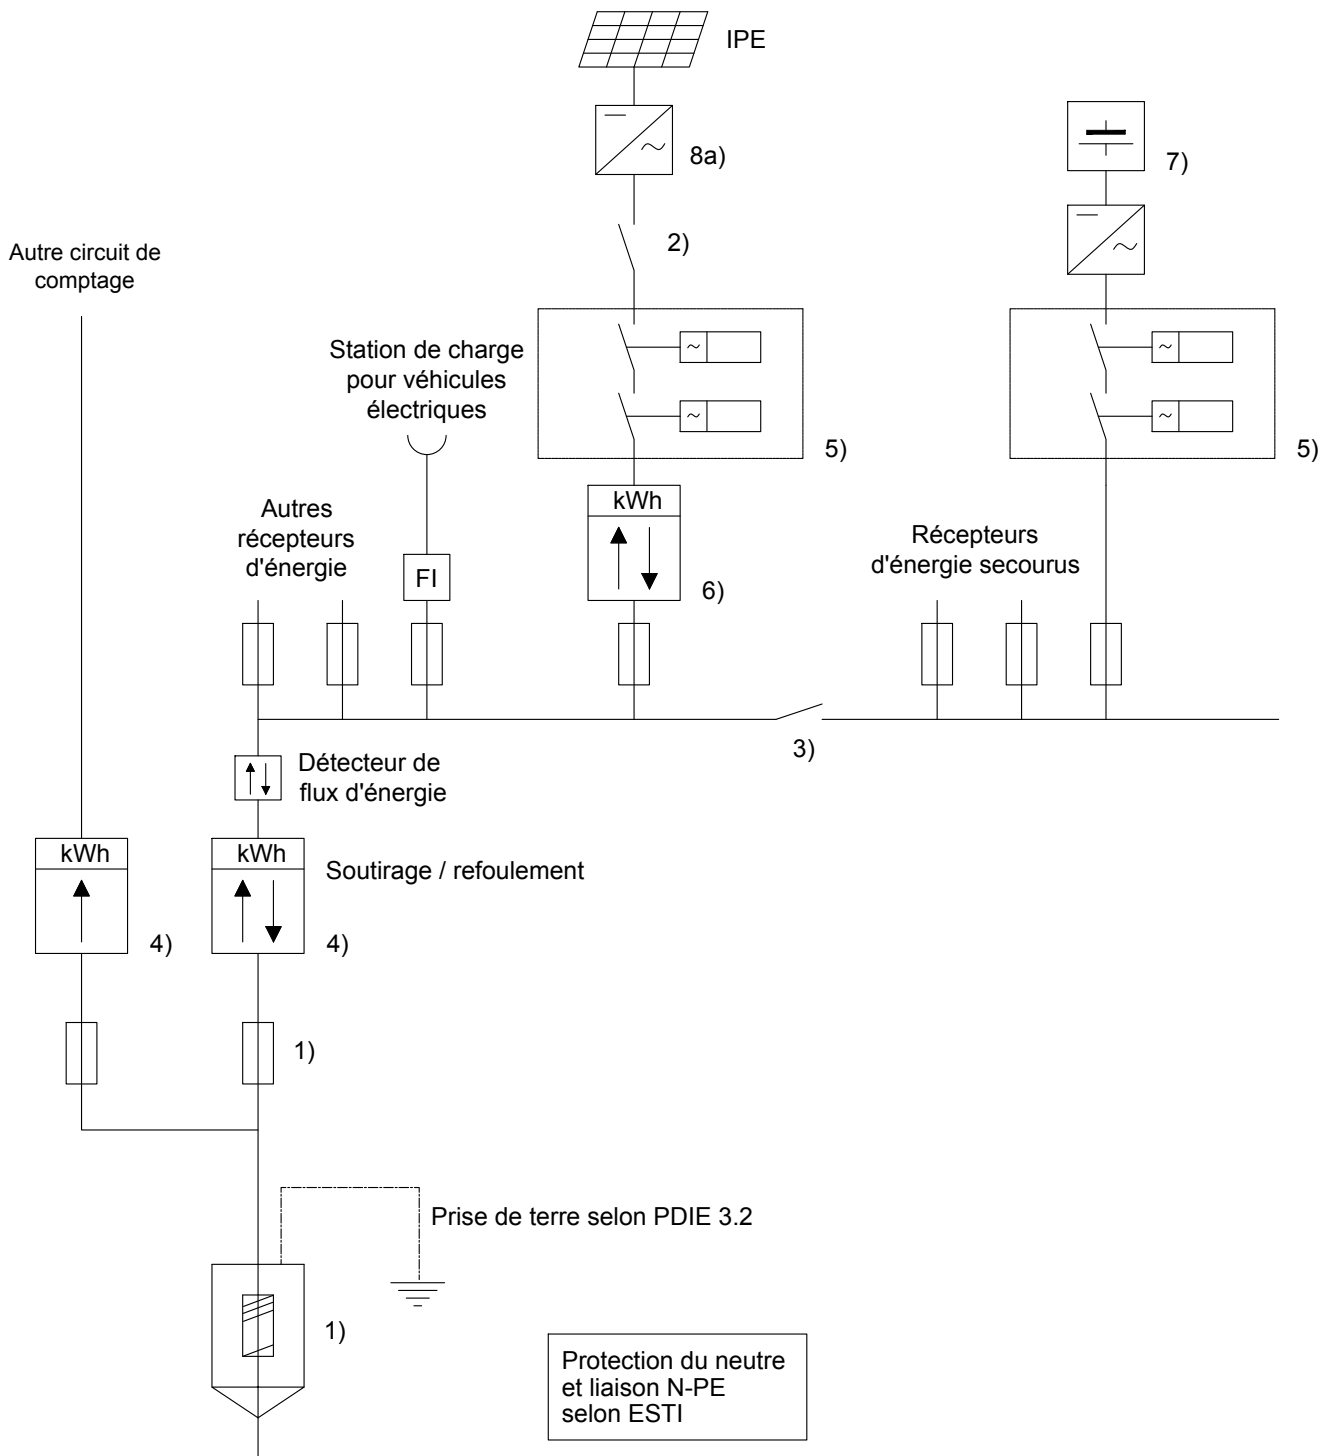 IPE
8a)
7)
2)
Autre circuit de
comptage
Station de charge
pour véhicules
électriques
~
~
~
~
5)
5)
kWh
Autres
récepteurs
d'énergie
Récepteurs
d'énergie secourus
FI
6)
3)
Détecteur de
flux d'énergie
kWh
kWh
Soutirage / refoulement
4)
4)
1)
Prise de terre selon PDIE 3.2
1)
Protection du neutre
et liaison N-PE
selon ESTI